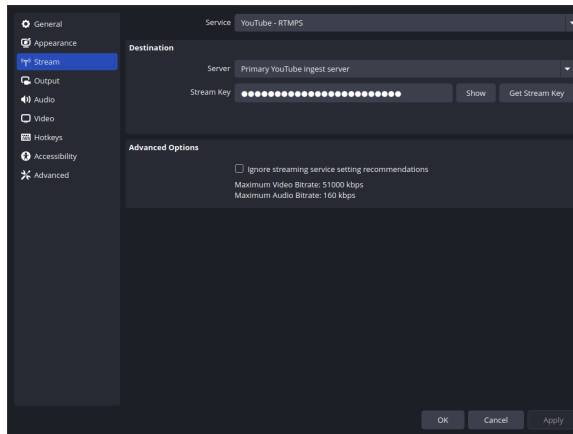 General
Appearance
Stream
Output
Audio
Video
Hotkeys
Accessibility
Advanced
Service YouTube - RTMPS
Destination
Server Primary YouTube ingest server
Stream Key ●●●●●●●●●●●●●●●●●●●●●●●● Show Get Stream Key
Advanced Options
Ignore streaming service setting recommendations
Maximum Video Bitrate: 51000 kbps
Maximum Audio Bitrate: 160 kbps
OK Cancel Apply